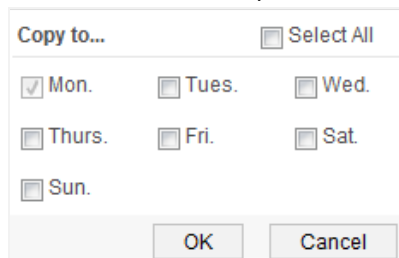 Copy to... Select All
Mon. Tues. Wed.
Thurs. Fri. Sat.
Sun.
OK Cancel